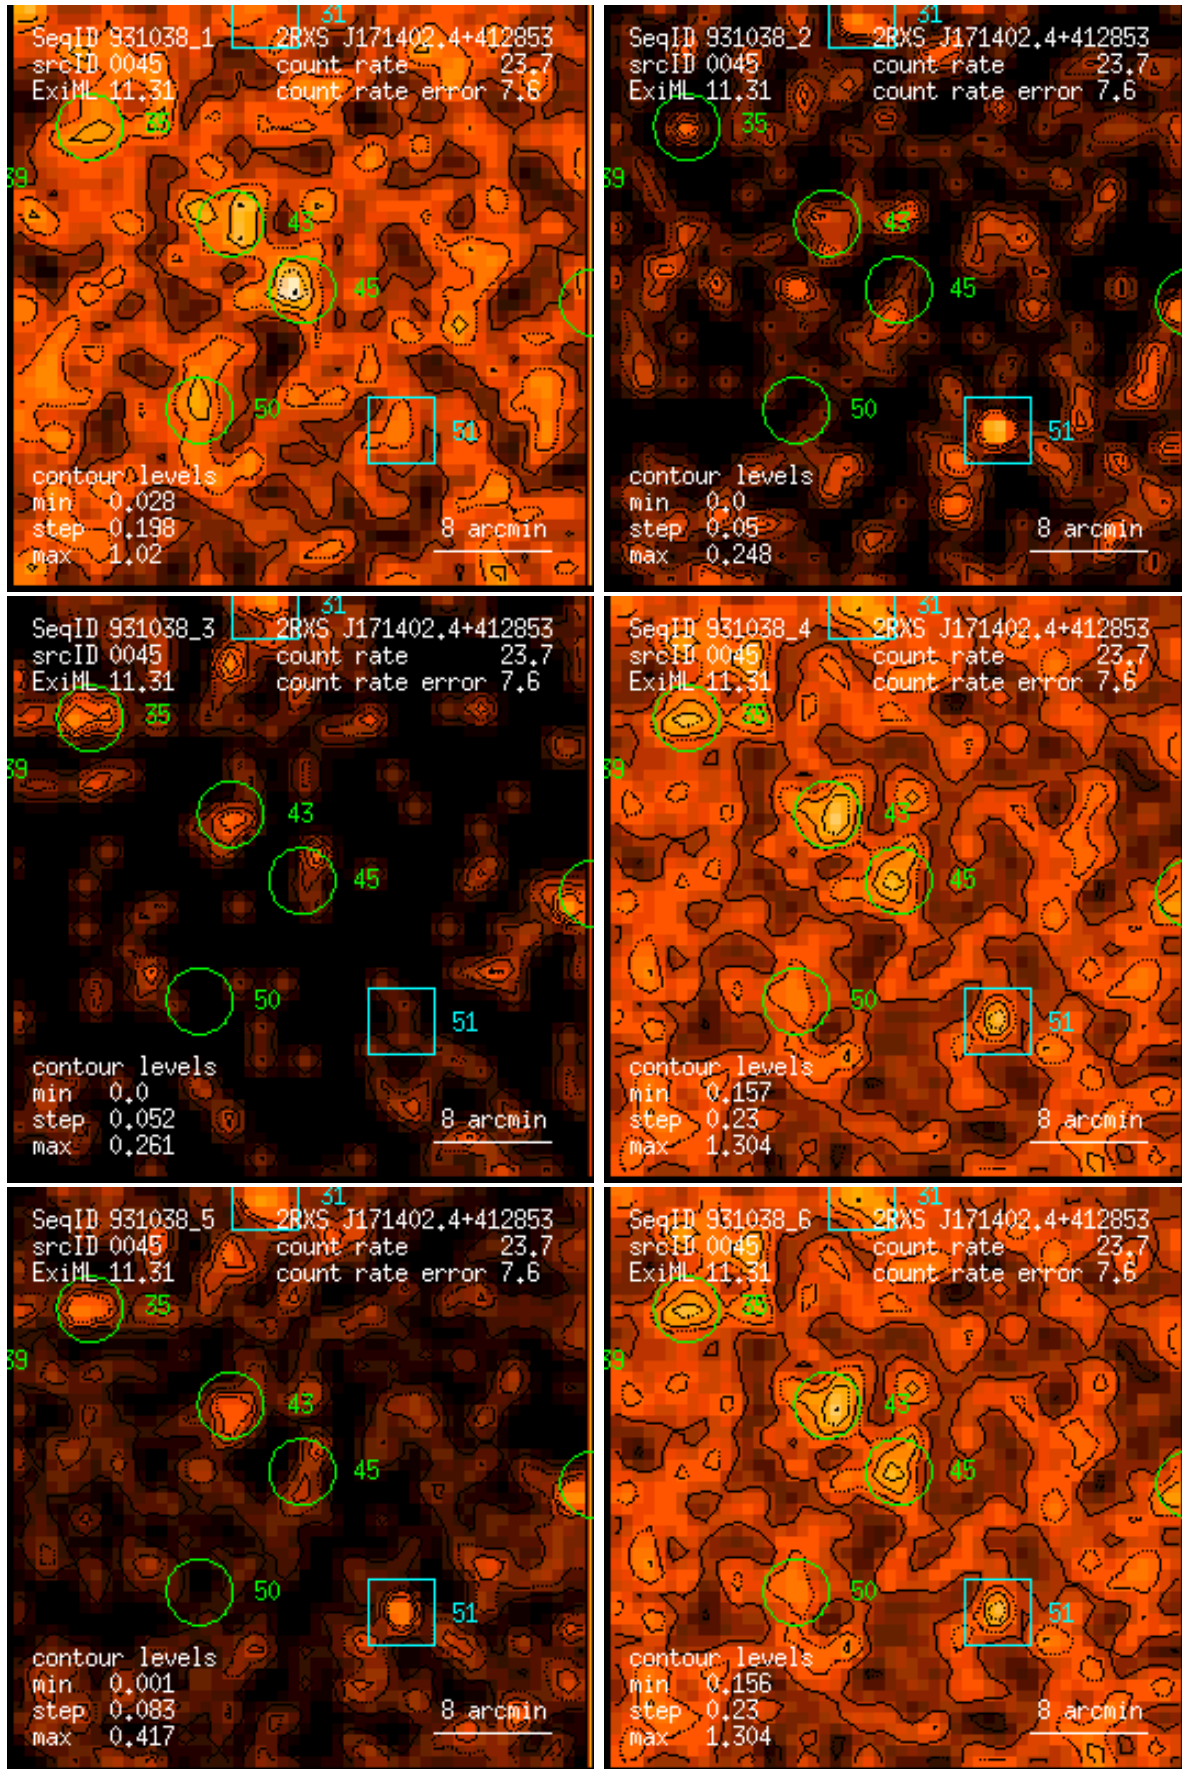 31
SeqID 931038_1 2RXS J171402.4+412853
srcID 0045 count rate 23.7
ExiML 11.31 count rate error 7.6
35
39
43
45
50
51
contour levels
min 0.028
step 0.198 8 arcmin
max 1.02
31
SeqID 931038_2 2RXS J171402.4+412853
srcID 0045 count rate 23.7
ExiML 11.31 count rate error 7.6
35
39
43
45
50
51
contour levels
min 0.0
step 0.05 8 arcmin
max 0.248
31
SeqID 931038_3 2RXS J171402.4+412853
srcID 0045 count rate 23.7
ExiML 11.31 count rate error 7.6
35
39
43
45
50
51
contour levels
min 0.0
step 0.052 8 arcmin
max 0.261
31
SeqID 931038_4 2RXS J171402.4+412853
srcID 0045 count rate 23.7
ExiML 11.31 count rate error 7.6
35
39
43
45
50
51
contour levels
min 0.157
step 0.23 8 arcmin
max 1.304
31
SeqID 931038_5 2RXS J171402.4+412853
srcID 0045 count rate 23.7
ExiML 11.31 count rate error 7.6
35
39
43
45
50
51
contour levels
min 0.001
step 0.083 8 arcmin
max 0.417
31
SeqID 931038_6 2RXS J171402.4+412853
srcID 0045 count rate 23.7
ExiML 11.31 count rate error 7.6
35
39
43
45
50
51
contour levels
min 0.156
step 0.23 8 arcmin
max 1.304